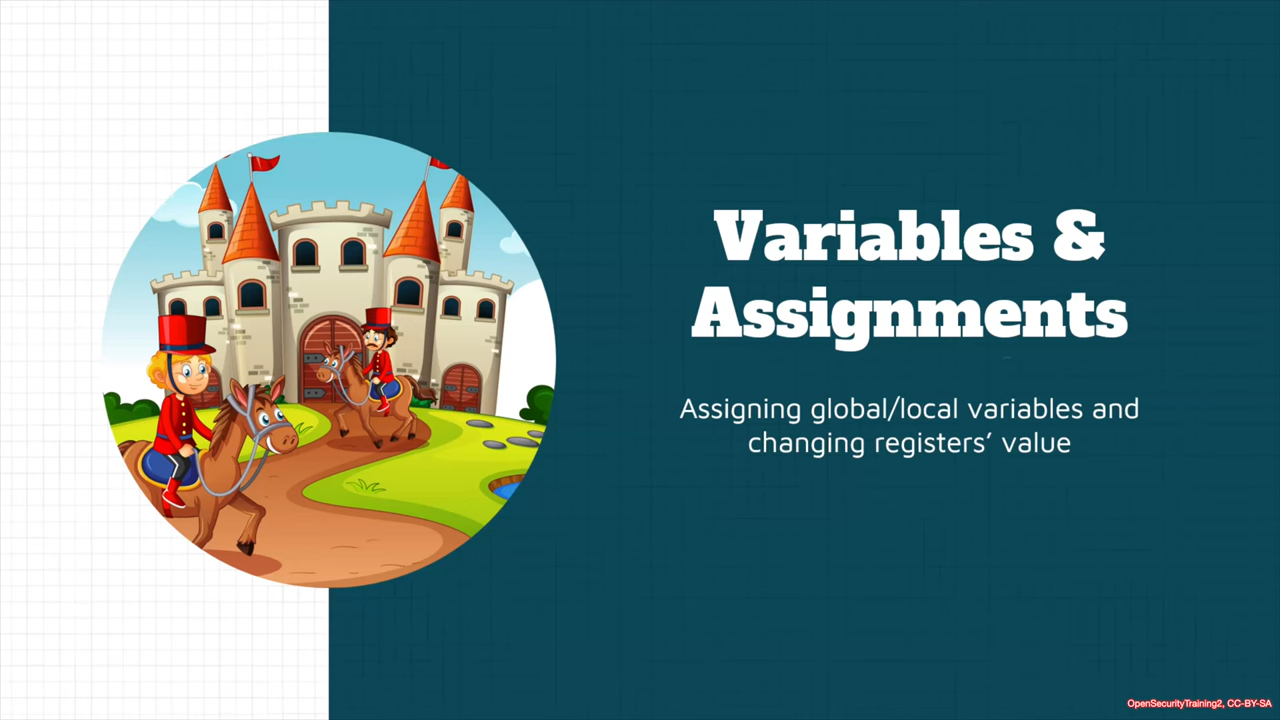 Variables &
Assignments
Assigning global/local variables and
changing registers’ value
OpenSecurityTraining2, CC-BY-SA